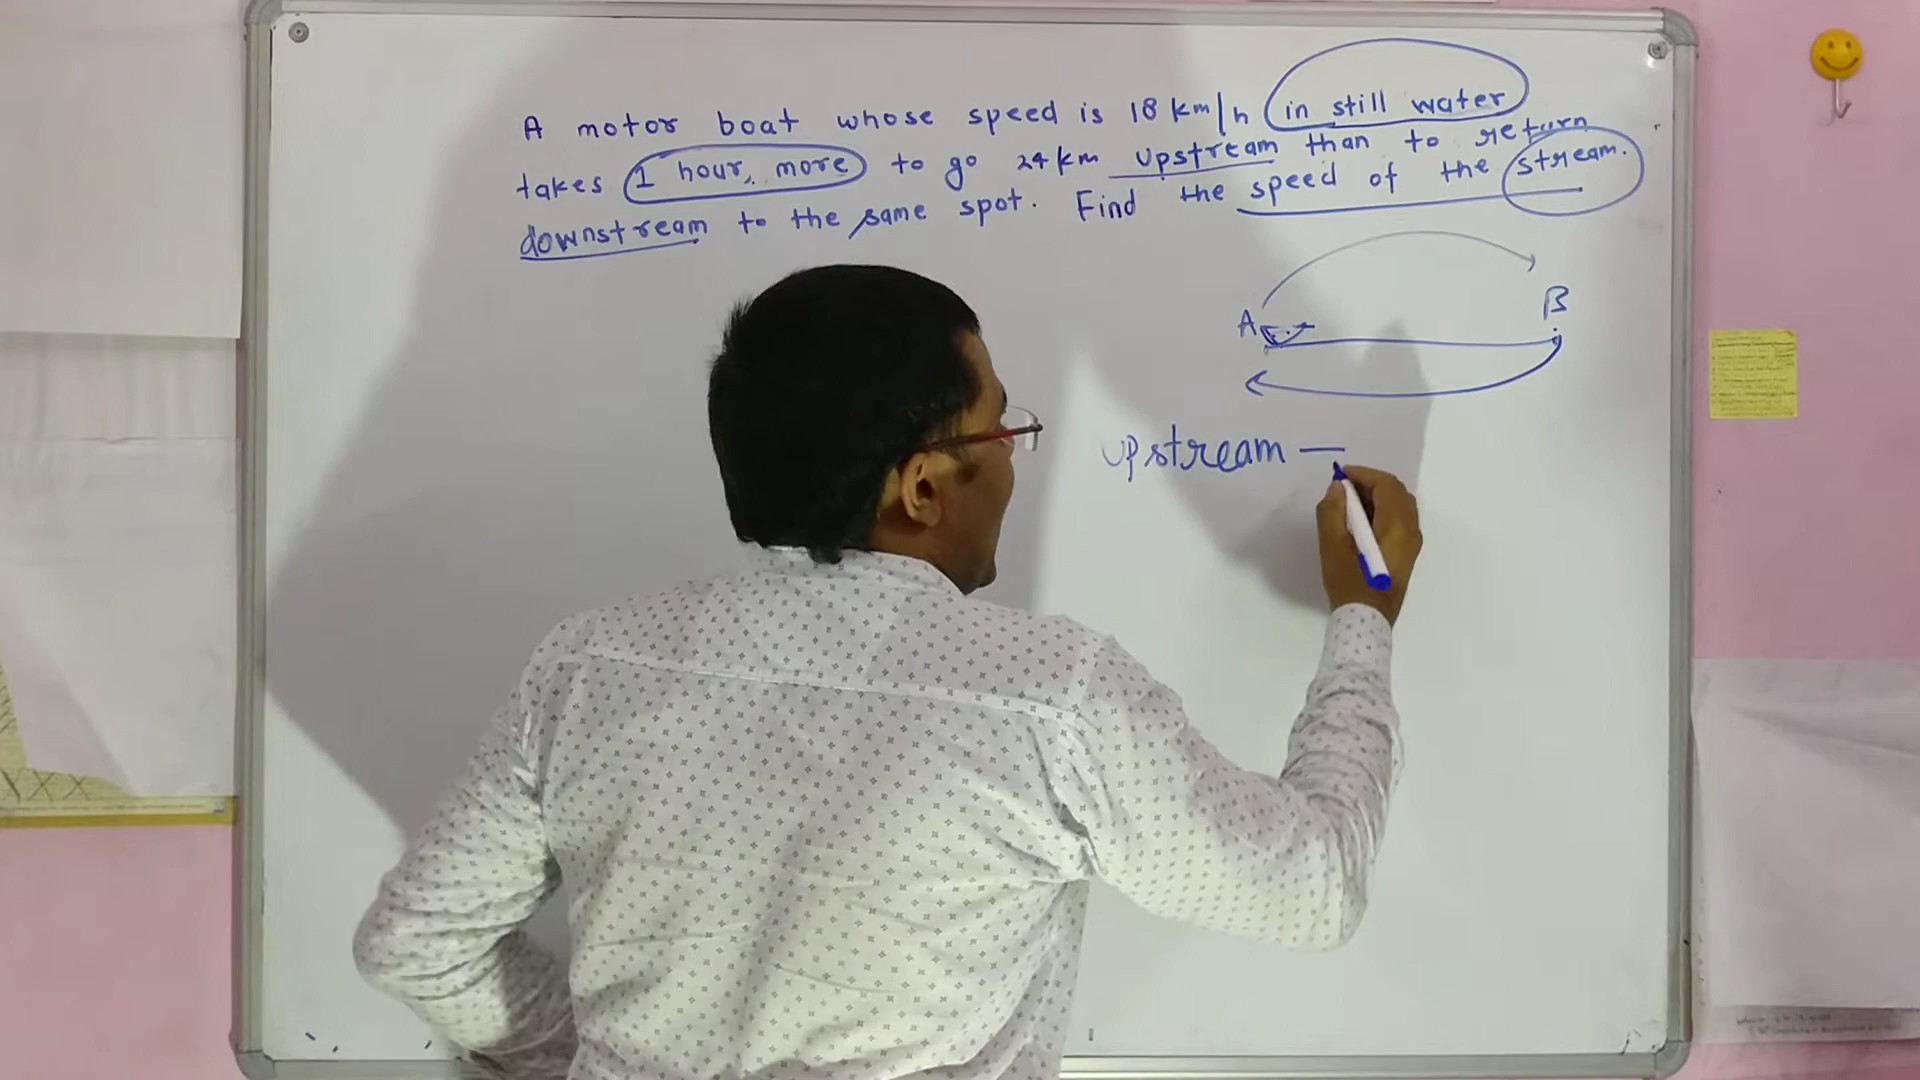 A motor boat whose speed is 18 km/h in still water
takes 1 hour, more to go 24 km upstream than to return
downstream to the same spot. Find the speed of the stream.
A B
upstream —